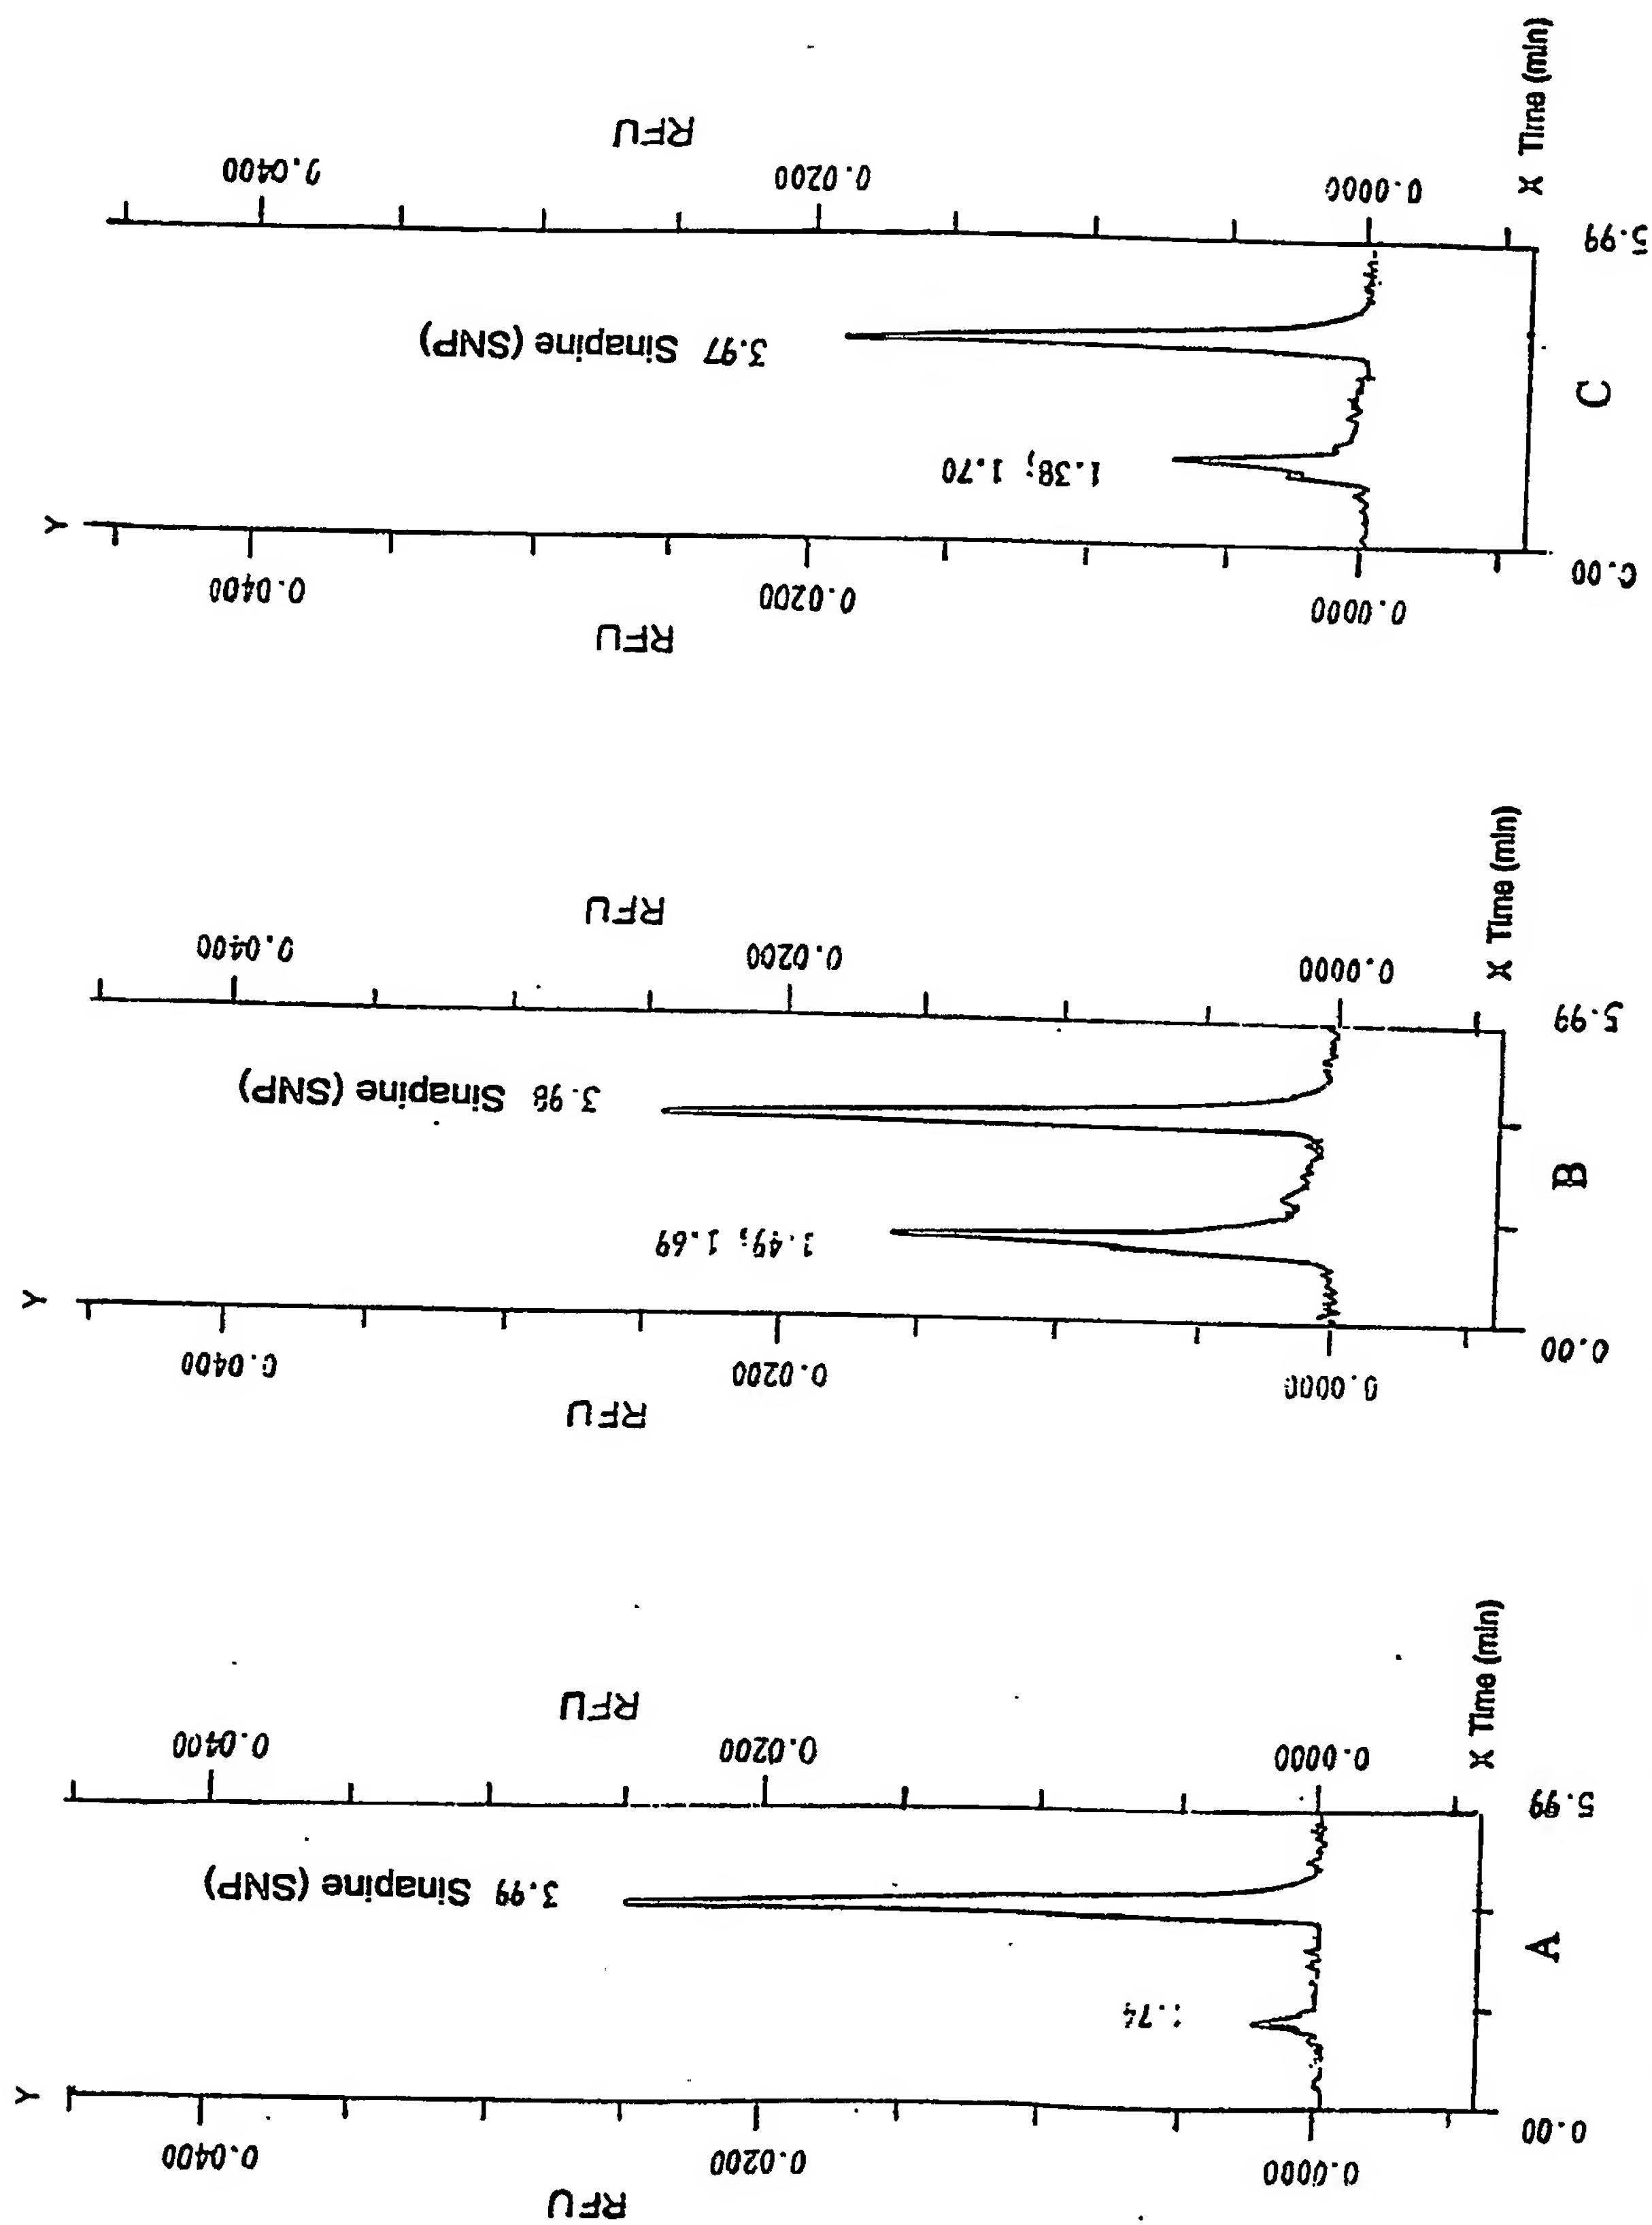 Y
RFU
0.0400
0.0200
0.0000
1.74
3.99 Sinapine (SNP)
RFU
0.0400
0.0200
0.0000
0.00
5.99
X Time (min)
A
Y
RFU
0.0400
0.0200
0.0000
1.49; 1.69
3.98 Sinapine (SNP)
RFU
0.0400
0.0200
0.0000
0.00
5.99
X Time (min)
B
Y
RFU
0.0400
0.0200
0.0000
1.38; 1.70
3.97 Sinapine (SNP)
RFU
0.0400
0.0200
0.0000
0.00
5.99
X Time (min)
C